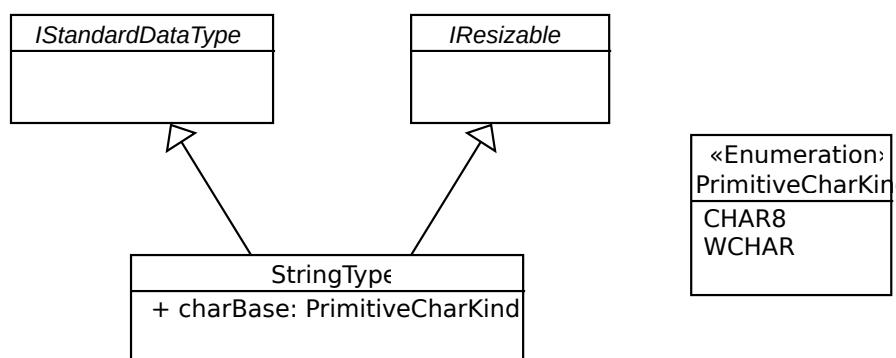 IStandardDataType
IResizable
«Enumeration›
PrimitiveCharKin
CHAR8
WCHAR
StringType
+ charBase: PrimitiveCharKind